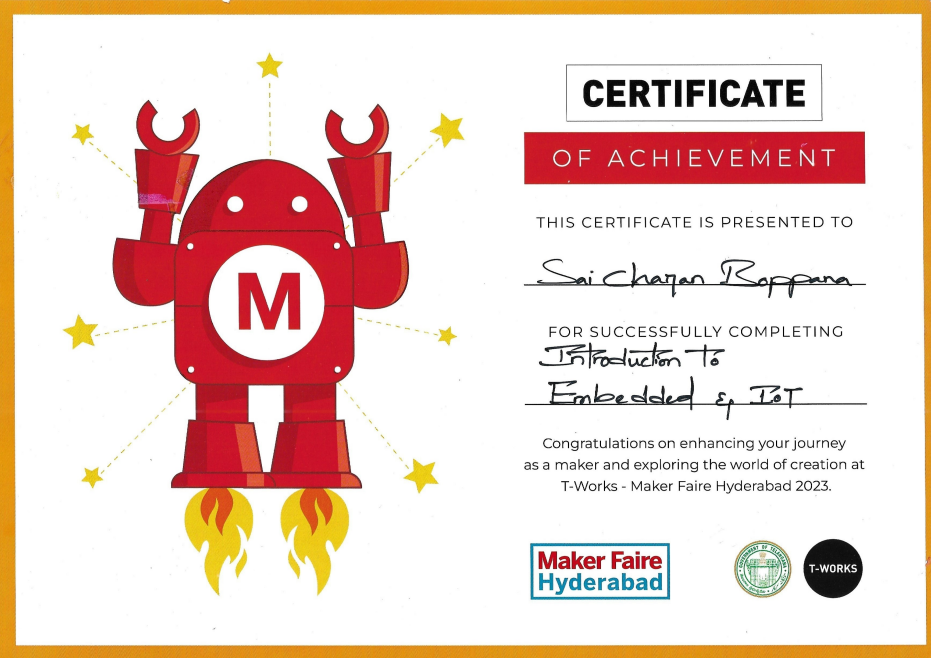 M
CERTIFICATE
OF ACHIEVEMENT
THIS CERTIFICATE IS PRESENTED TO
Sai Charan Boppana
FOR SUCCESSFULLY COMPLETING
Introduction to
Embedded & IoT
Congratulations on enhancing your journey
as a maker and exploring the world of creation at
T-Works - Maker Faire Hyderabad 2023.
Maker Faire
Hyderabad
GOVERNMENT OF TELANGANA
T-WORKS